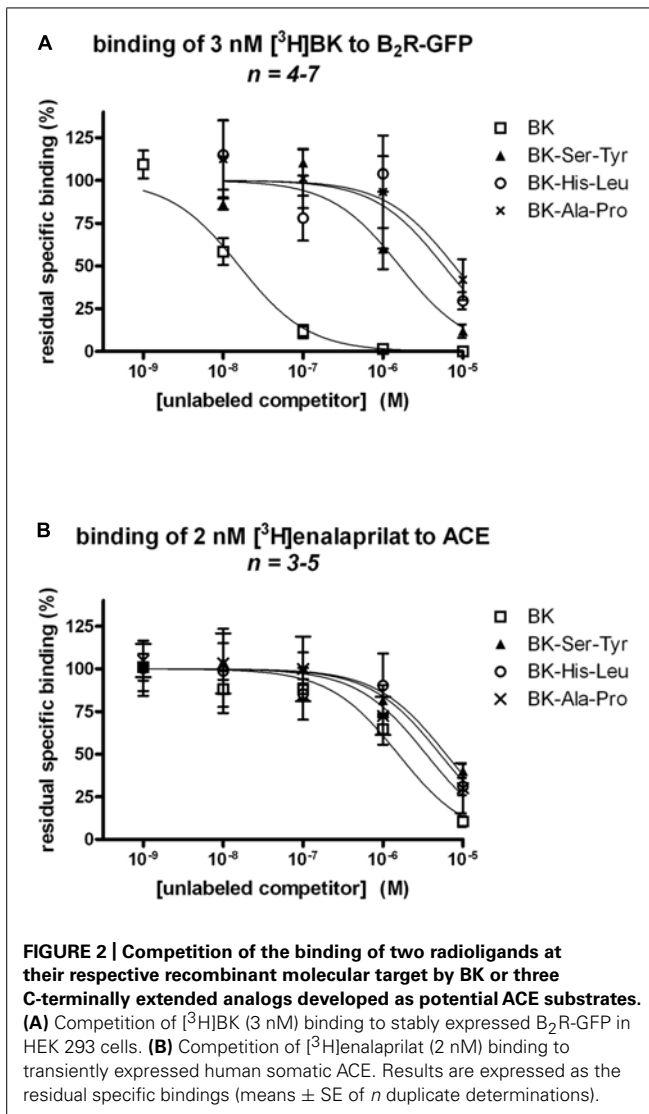 A
binding of 3 nM [³H]BK to B₂R-GFP
n = 4-7
residual specific binding (%)
125
100
75
50
25
0
10⁻⁹ 10⁻⁸ 10⁻⁷ 10⁻⁶ 10⁻⁵
[unlabeled competitor] (M)
BK
BK-Ser-Tyr
BK-His-Leu
BK-Ala-Pro
B
binding of 2 nM [³H]enalaprilat to ACE
n = 3-5
residual specific binding (%)
125
100
75
50
25
0
10⁻⁹ 10⁻⁸ 10⁻⁷ 10⁻⁶ 10⁻⁵
[unlabeled competitor] (M)
BK
BK-Ser-Tyr
BK-His-Leu
BK-Ala-Pro
FIGURE 2 | Competition of the binding of two radioligands at
their respective recombinant molecular target by BK or three
C-terminally extended analogs developed as potential ACE substrates.
(A) Competition of [³H]BK (3 nM) binding to stably expressed B₂R-GFP in
HEK 293 cells. (B) Competition of [³H]enalaprilat (2 nM) binding to
transiently expressed human somatic ACE. Results are expressed as the
residual specific bindings (means ± SE of n duplicate determinations).